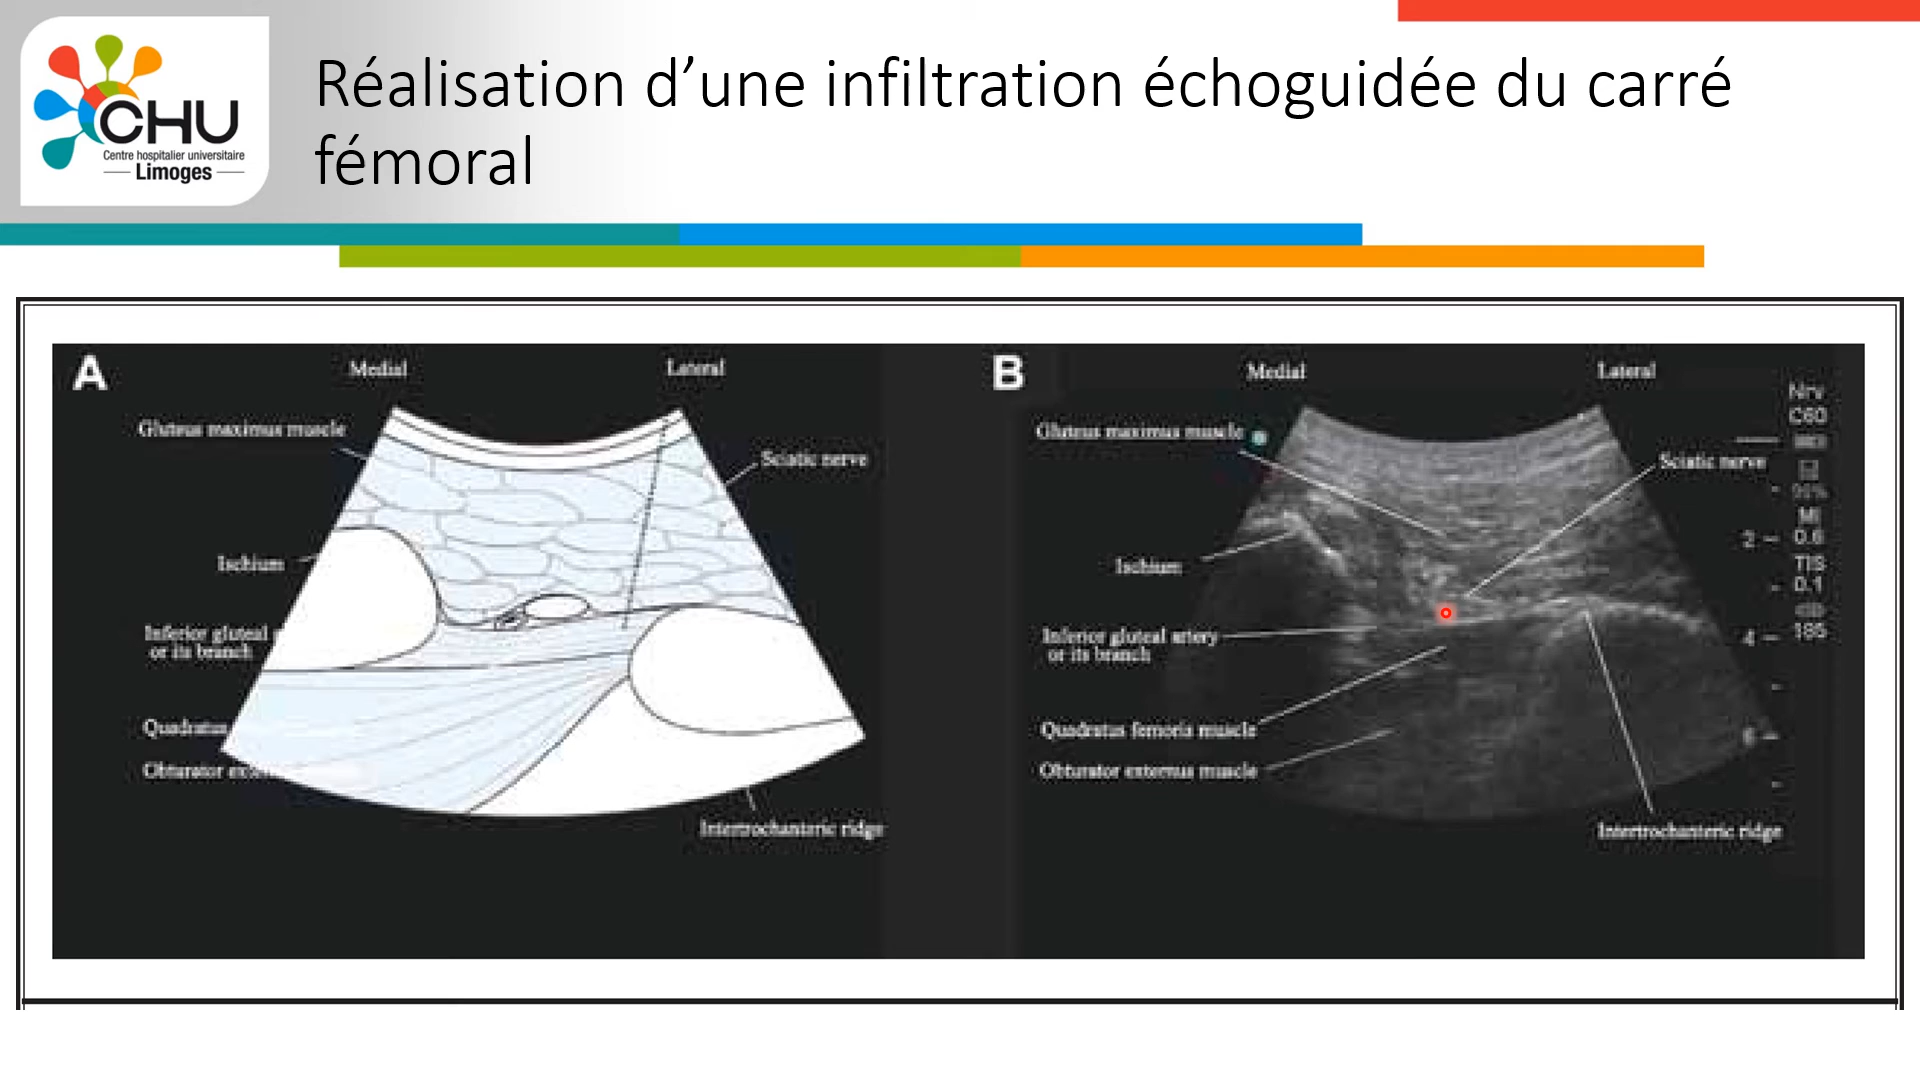 CHU
Centre hospitalier universitaire
Limoges
Réalisation d’une infiltration échoguidée du carré
fémoral
A
Medial
Lateral
Gluteus maximus muscle
Sciatic nerve
Ischium
Inferior gluteal
or its branch
Quadratus
Obturator
Intertrochanteric ridge
B
Medial
Lateral
Nrv
C60
Gluteus maximus muscle
Sciatic nerve
98%
MI
0.6
TIS
0.1
185
2
4
6
Ischium
Inferior gluteal artery
or its branch
Quadratus femoris muscle
Obturator externus muscle
Intertrochanteric ridge